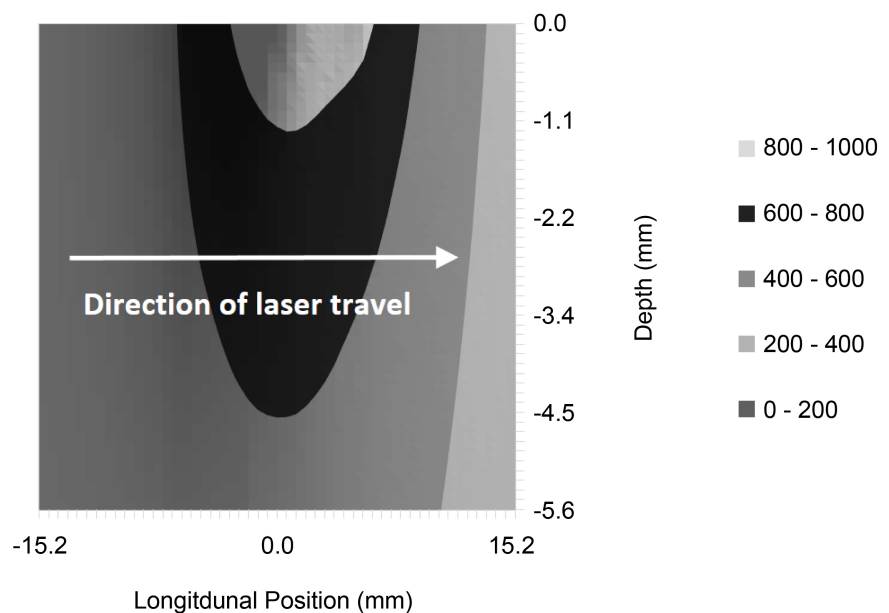 0.0
-1.1
-2.2
-3.4
-4.5
-5.6
Depth (mm)
800 - 1000
600 - 800
400 - 600
200 - 400
0 - 200
Direction of laser travel
-15.2
0.0
15.2
Longitdunal Position (mm)